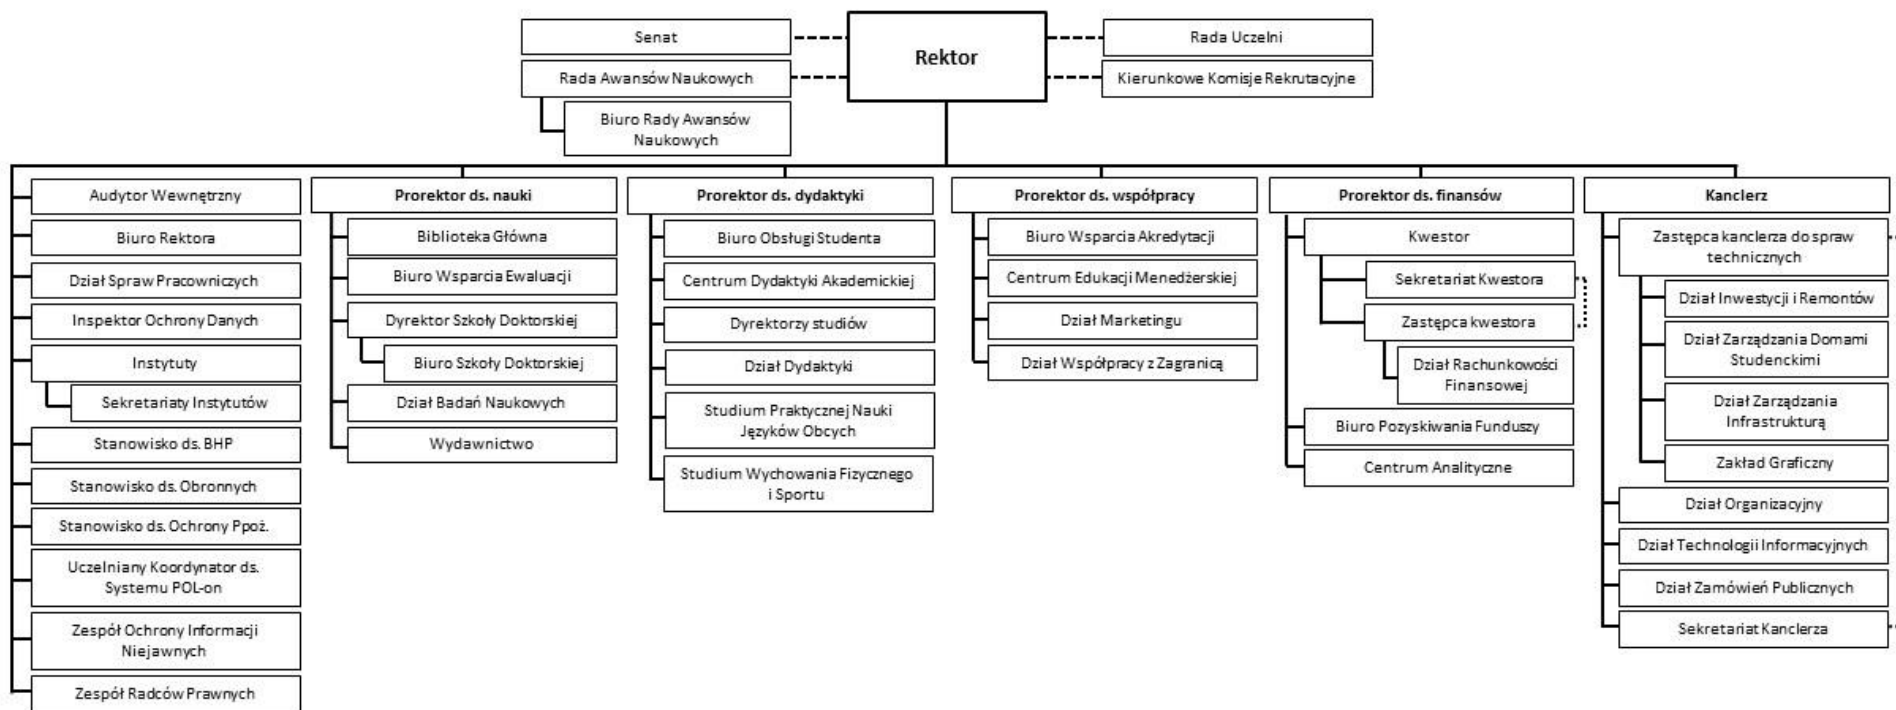 Senat
Rektor
Rada Uczelni
Rada Awansów Naukowych
Kierunkowe Komisje Rekrutacyjne
Biuro Rady Awansów
Naukowych
Audytor Wewnętrzny
Biuro Rektora
Dział Spraw Pracowniczych
Inspektor Ochrony Danych
Instytuty
Sekretariaty Instytutów
Stanowisko ds. BHP
Stanowisko ds. Obronnych
Stanowisko ds. Ochrony Ppoż.
Uczelniany Koordynator ds.
Systemu POL-on
Zespół Ochrony Informacji
Niejawnych
Zespół Radców Prawnych
Prorektor ds. nauki
Biblioteka Główna
Biuro Wsparcia Ewaluacji
Dyrektor Szkoły Doktorskiej
Biuro Szkoły Doktorskiej
Dział Badań Naukowych
Wydawnictwo
Prorektor ds. dydaktyki
Biuro Obsługi Studenta
Centrum Dydaktyki Akademickiej
Dyrektorzy studiów
Dział Dydaktyki
Studium Praktycznej Nauki
Języków Obcych
Studium Wychowania Fizycznego
i Sportu
Prorektor ds. współpracy
Biuro Wsparcia Akredytacji
Centrum Edukacji Menedżerskiej
Dział Marketingu
Dział Współpracy z Zagranicą
Prorektor ds. finansów
Kwestor
Sekretariat Kwestora
Zastępca kwestora
Dział Rachunkowości
Finansowej
Biuro Pozyskiwania Funduszy
Centrum Analityczne
Kanclerz
Zastępca kanclerza do spraw
technicznych
Dział Inwestycji i Remontów
Dział Zarządzania Domami
Studenckimi
Dział Zarządzania
Infrastrukturą
Zakład Graficzny
Dział Organizacyjny
Dział Technologii Informacyjnych
Dział Zamówień Publicznych
Sekretariat Kanclerza